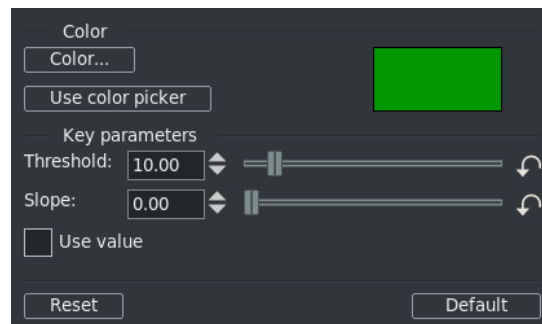 Color
Color...
Use color picker
Key parameters
Threshold: 10.00
Slope: 0.00
Use value
Reset Default